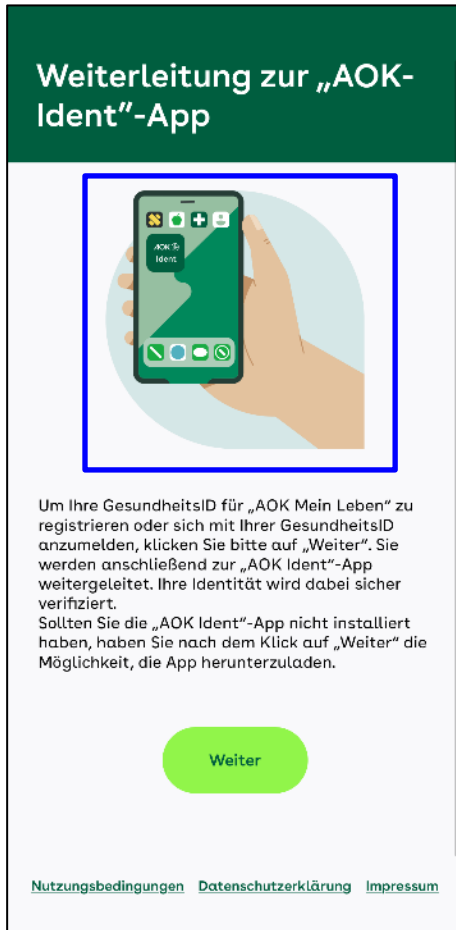 Weiterleitung zur „AOK-
Ident“-App
AOK
Ident
Um Ihre GesundheitsID für „AOK Mein Leben“ zu
registrieren oder sich mit Ihrer GesundheitsID
anzumelden, klicken Sie bitte auf „Weiter“. Sie
werden anschließend zur „AOK Ident“-App
weitergeleitet. Ihre Identität wird dabei sicher
verifiziert.
Sollten Sie die „AOK Ident“-App nicht installiert
haben, haben Sie nach dem Klick auf „Weiter“ die
Möglichkeit, die App herunterzuladen.
Weiter
Nutzungsbedingungen Datenschutzerklärung Impressum